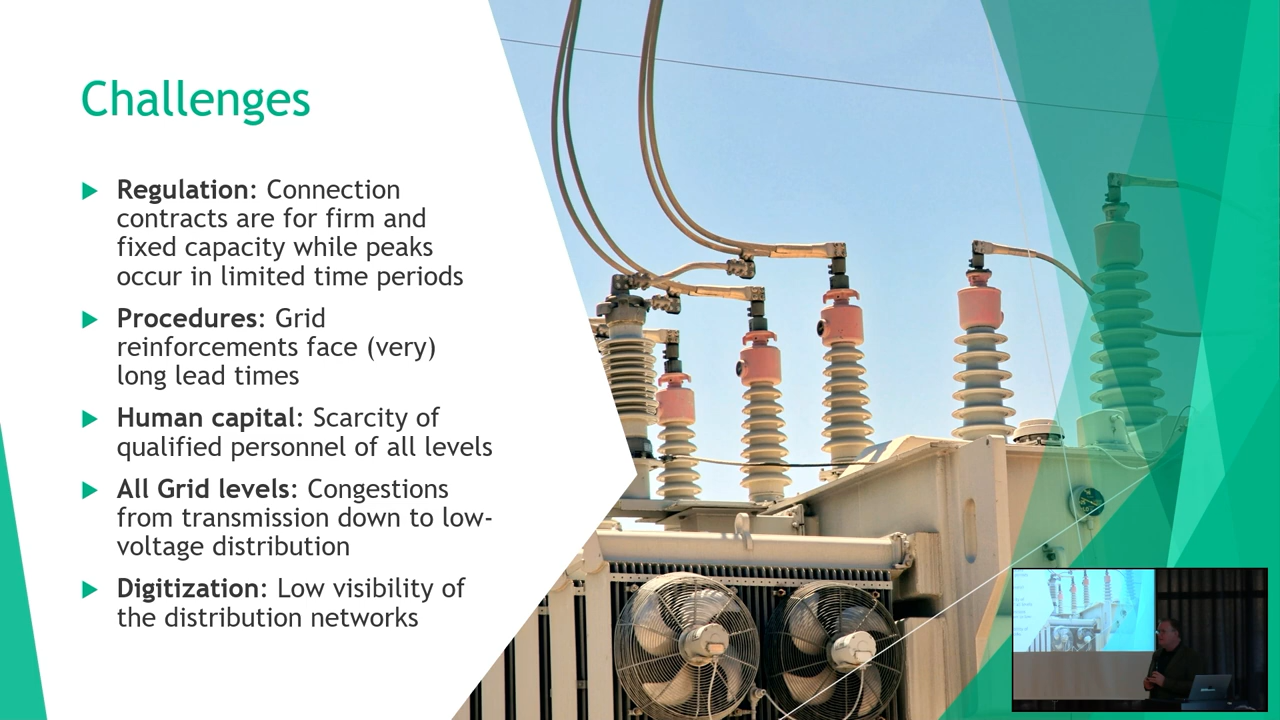 Challenges
Regulation: Connection
contracts are for firm and
fixed capacity while peaks
occur in limited time periods
Procedures: Grid
reinforcements face (very)
long lead times
Human capital: Scarcity of
qualified personnel of all levels
All Grid levels: Congestions
from transmission down to low-
voltage distribution
Digitization: Low visibility of
the distribution networks